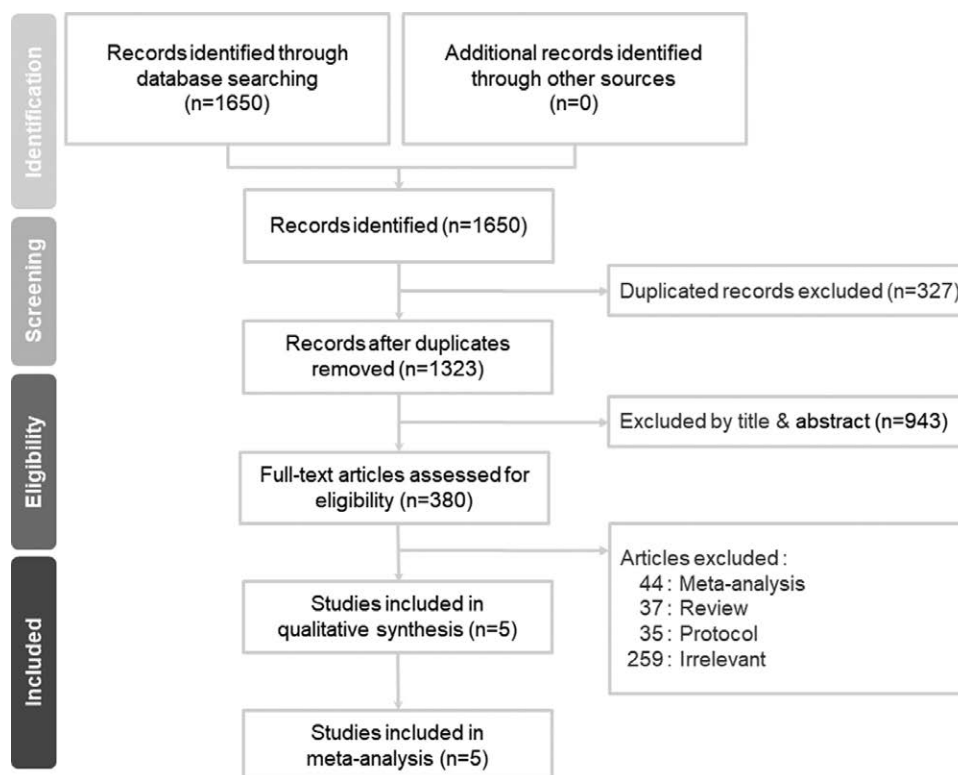 Identification
Records identified through
database searching
(n=1650)
Additional records identified
through other sources
(n=0)
Records identified (n=1650)
Screening
Duplicated records excluded (n=327)
Records after duplicates
removed (n=1323)
Eligibility
Excluded by title & abstract (n=943)
Full-text articles assessed for
eligibility (n=380)
Articles excluded :
44 : Meta-analysis
37 : Review
35 : Protocol
259 : Irrelevant
Included
Studies included in
qualitative synthesis (n=5)
Studies included in
meta-analysis (n=5)